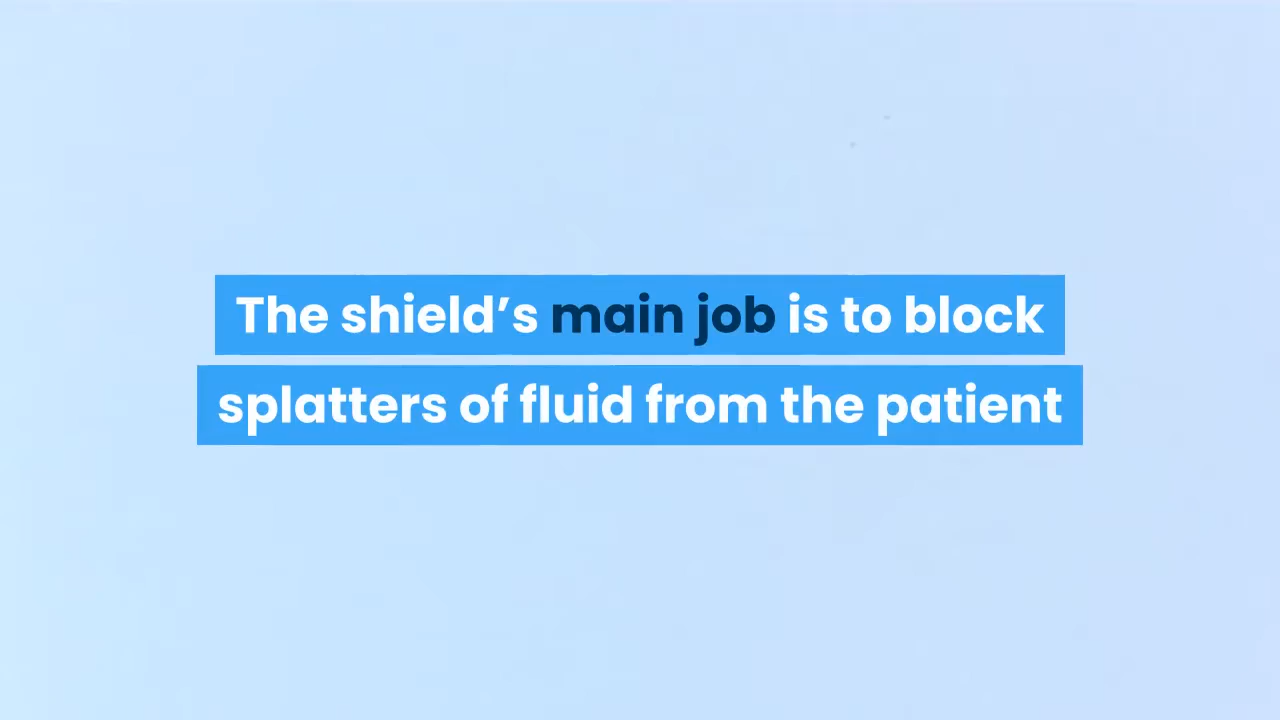 The shield’s main job is to block
splatters of fluid from the patient